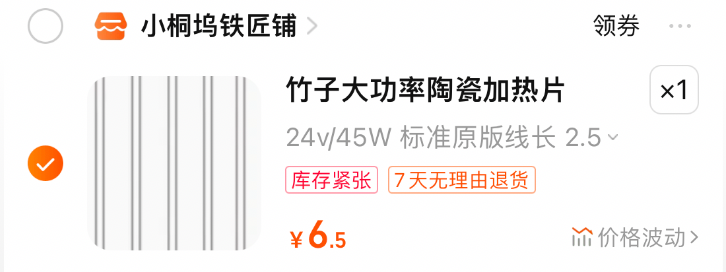 小桐坞铁匠铺 领券
竹子大功率陶瓷加热片 ×1
24v/45W 标准原版线长 2.5
库存紧张 7天无理由退货
¥6.5 价格波动